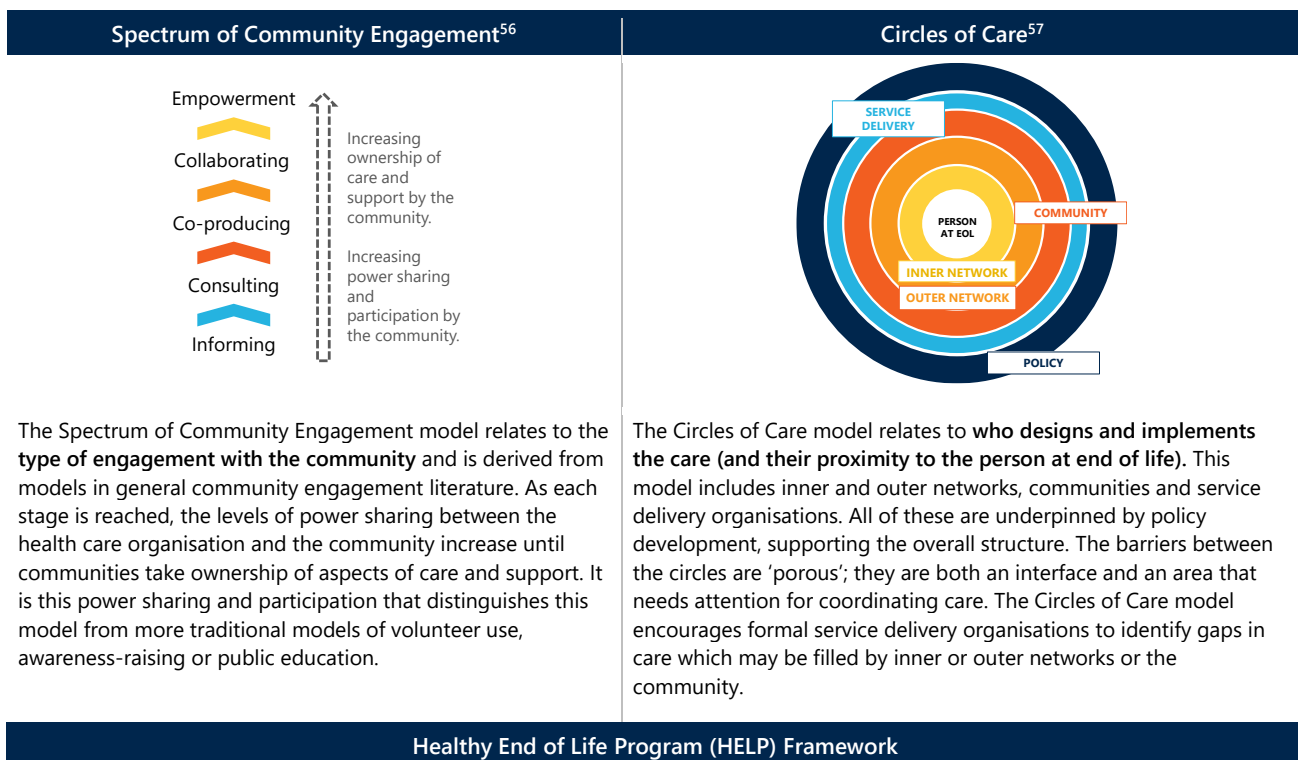 Spectrum of Community Engagement56
Circles of Care57
Empowerment
Collaborating
Co-producing
Consulting
Informing
Increasing
ownership of
care and
support by the
community.
Increasing
power sharing
and
participation by
the community.
SERVICE
DELIVERY
PERSON
AT EOL
COMMUNITY
INNER NETWORK
OUTER NETWORK
POLICY
The Spectrum of Community Engagement model relates to the
type of engagement with the community and is derived from
models in general community engagement literature. As each
stage is reached, the levels of power sharing between the
health care organisation and the community increase until
communities take ownership of aspects of care and support. It
is this power sharing and participation that distinguishes this
model from more traditional models of volunteer use,
awareness-raising or public education.
The Circles of Care model relates to who designs and implements
the care (and their proximity to the person at end of life). This
model includes inner and outer networks, communities and service
delivery organisations. All of these are underpinned by policy
development, supporting the overall structure. The barriers between
the circles are ‘porous’; they are both an interface and an area that
needs attention for coordinating care. The Circles of Care model
encourages formal service delivery organisations to identify gaps in
care which may be filled by inner or outer networks or the
community.
Healthy End of Life Program (HELP) Framework